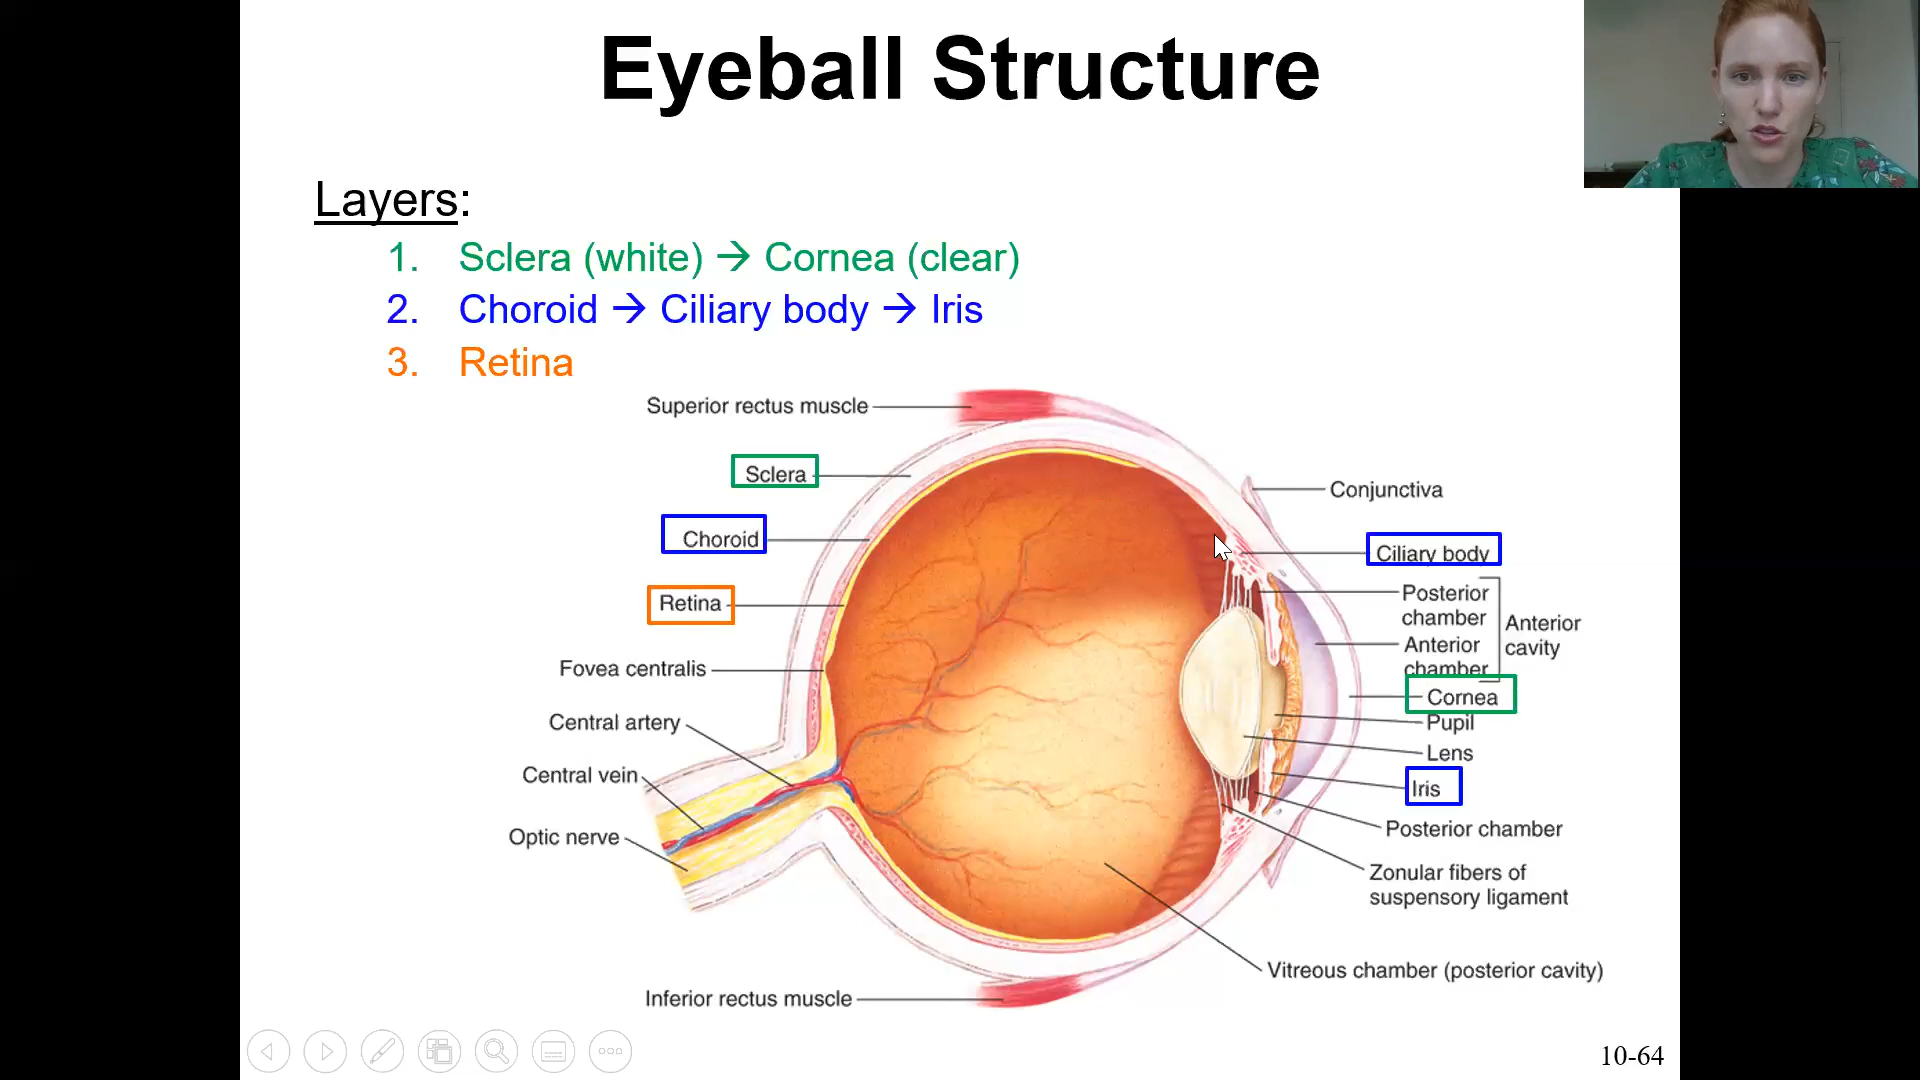 Eyeball Structure
Layers:
1. Sclera (white) → Cornea (clear)
2. Choroid → Ciliary body → Iris
3. Retina
Superior rectus muscle
Sclera
Choroid
Retina
Fovea centralis
Central artery
Central vein
Optic nerve
Inferior rectus muscle
Conjunctiva
Ciliary body
Posterior
chamber
Anterior
chamber
Anterior
cavity
Cornea
Pupil
Lens
Iris
Posterior chamber
Zonular fibers of
suspensory ligament
Vitreous chamber (posterior cavity)
10-64